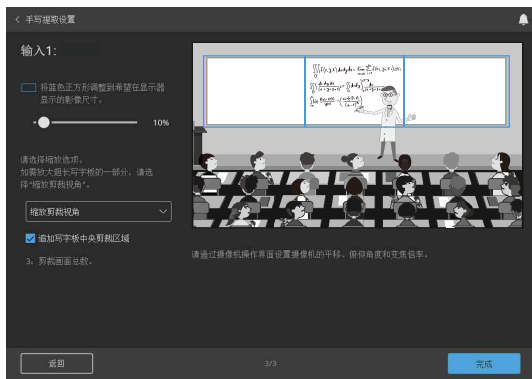 手写提取设置
输入1:
将蓝色正方形调整到希望在显示器
显示的影像尺寸。
10%
请选择缩放选项。
如需放大超长写字板的一部分，请选
择"缩放剪裁视角"。
缩放剪裁视角
追加写字板中央剪裁区域
3：剪裁画面总数。
请通过摄像机操作界面设置摄像机的平移、俯仰角度和变焦倍率。
返回
3/3
完成